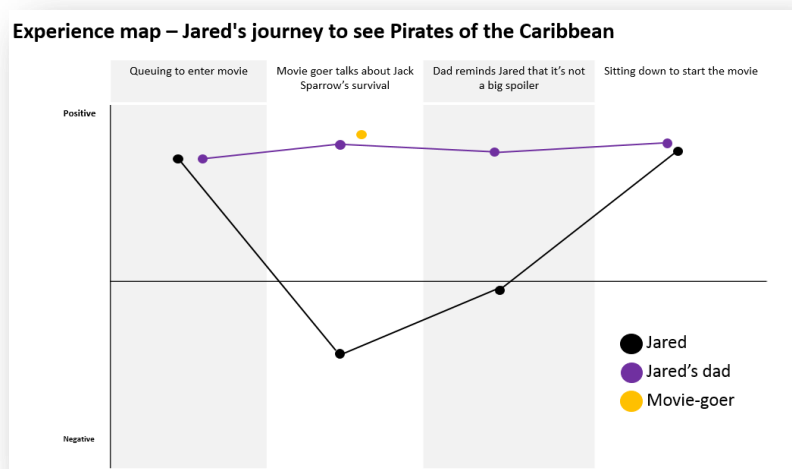 Experience map – Jared's journey to see Pirates of the Caribbean
Queuing to enter movie
Movie goer talks about Jack
Sparrow's survival
Dad reminds Jared that it's not
a big spoiler
Sitting down to start the movie
Positive
Jared
Jared's dad
Movie-goer
Negative